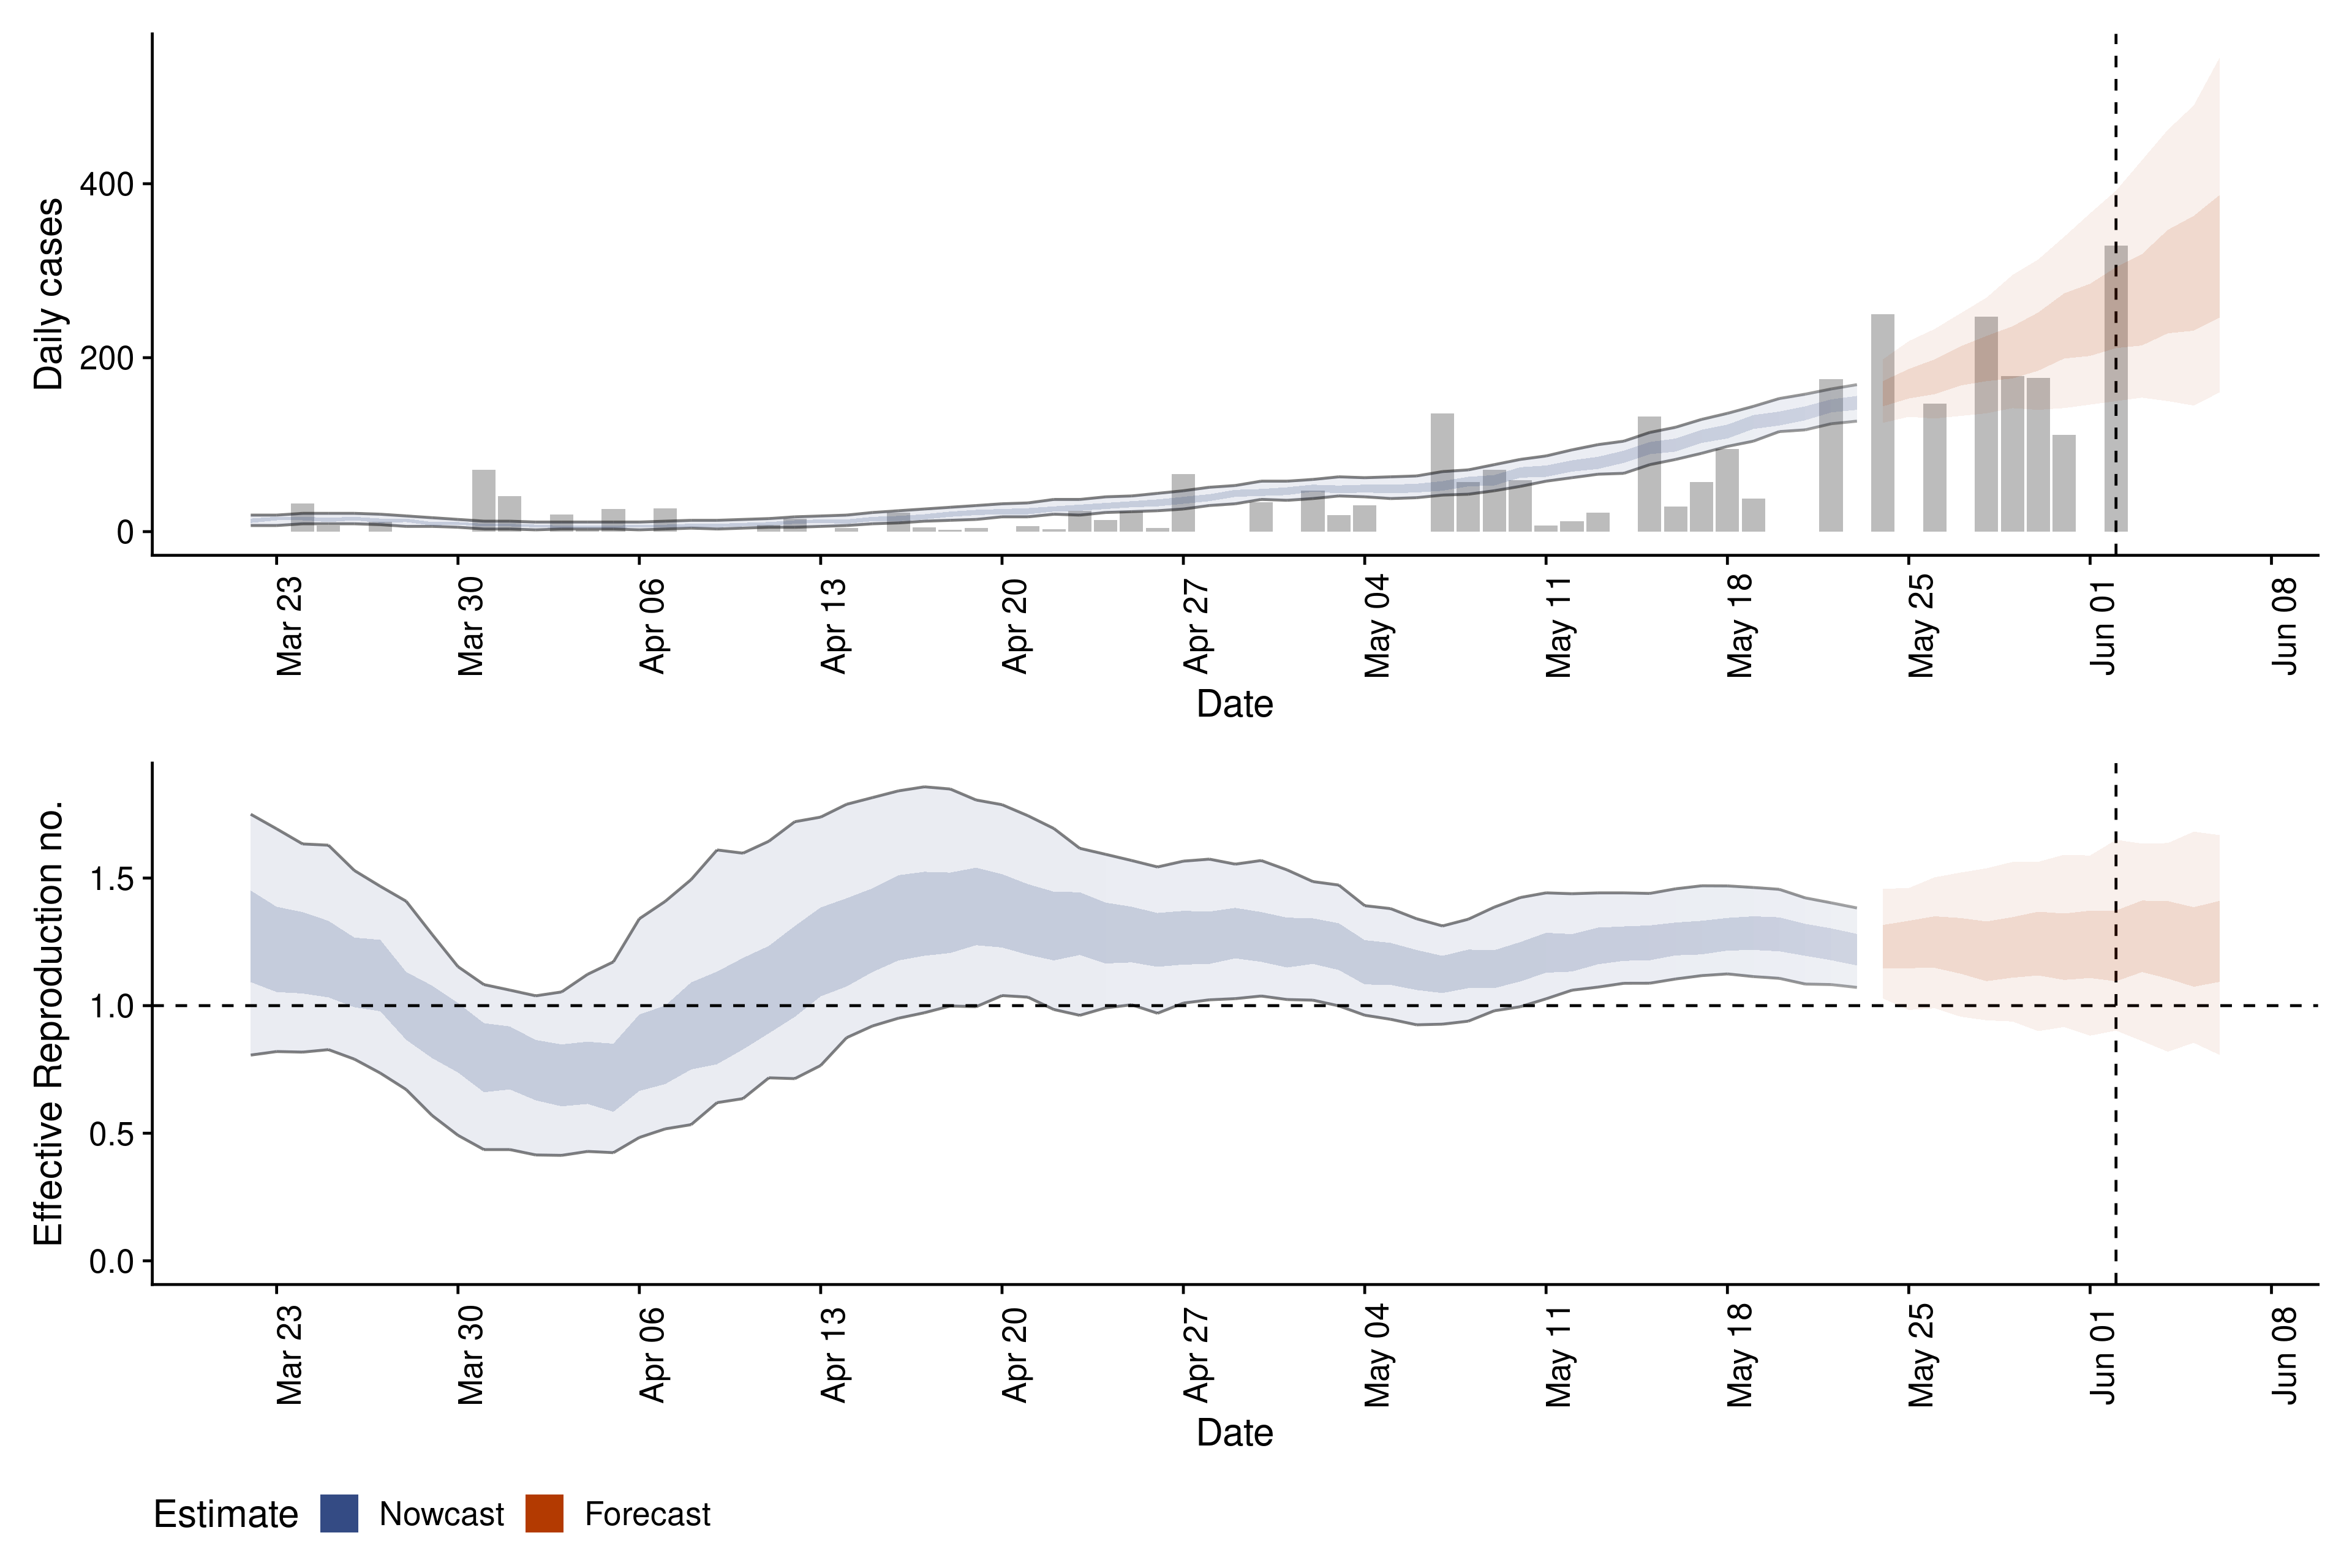 Daily cases
400
200
0
Mar 23
Mar 30
Apr 06
Apr 13
Apr 20
Apr 27
May 04
May 11
May 18
May 25
Jun 01
Jun 08
Date
Effective Reproduction no.
1.5
1.0
0.5
0.0
Mar 23
Mar 30
Apr 06
Apr 13
Apr 20
Apr 27
May 04
May 11
May 18
May 25
Jun 01
Jun 08
Date
Estimate Nowcast Forecast